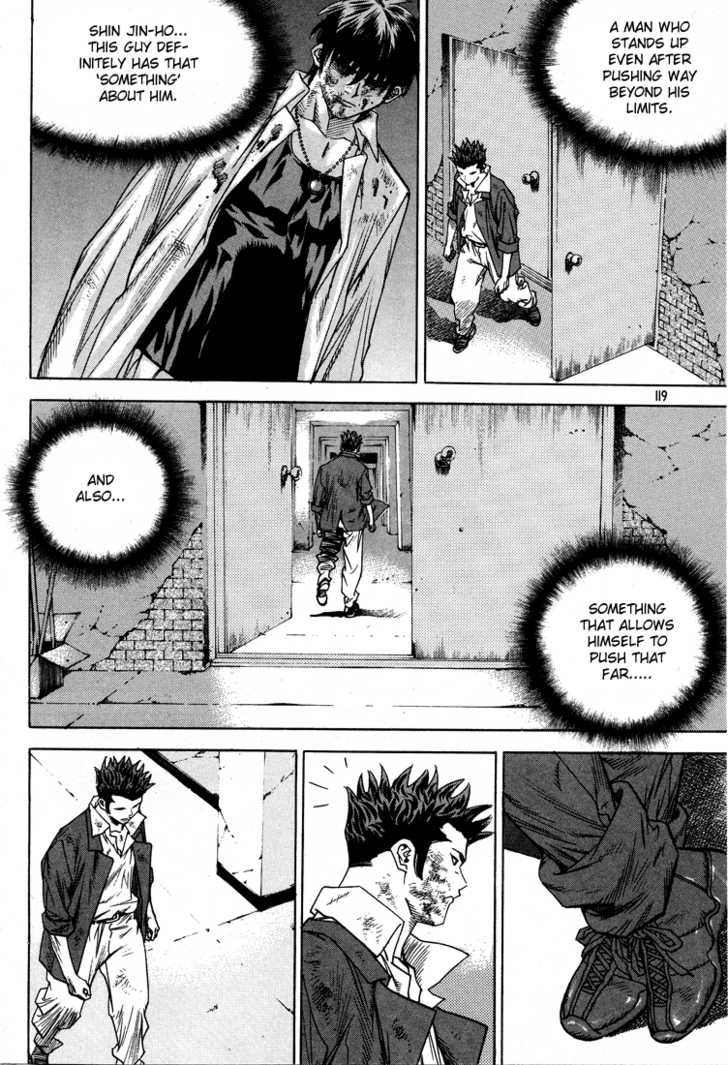 SHIN JIN-HO...
THIS GUY DEF-
INITELY HAS THAT
'SOMETHING'
ABOUT HIM.
A MAN WHO
STANDS UP
EVEN AFTER
PUSHING WAY
BEYOND HIS
LIMITS.
119
AND
ALSO...
SOMETHING
THAT ALLOWS
HIMSELF TO
PUSH THAT
FAR.....